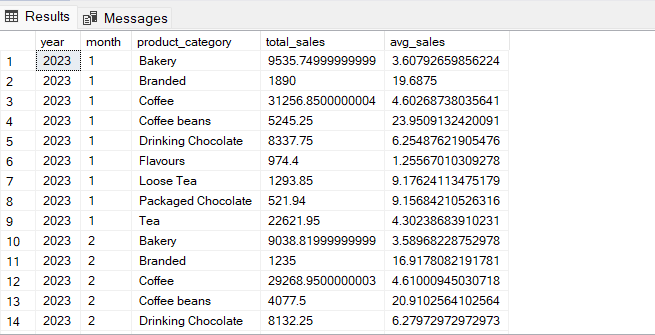 Results Messages
year month product_category total_sales avg_sales
1 2023 1 Bakery 9535.74999999999 3.60792659856224
2 2023 1 Branded 1890 19.6875
3 2023 1 Coffee 31256.8500000004 4.60268738035641
4 2023 1 Coffee beans 5245.25 23.9509132420091
5 2023 1 Drinking Chocolate 8337.75 6.25487621905476
6 2023 1 Flavours 974.4 1.25567010309278
7 2023 1 Loose Tea 1293.85 9.17624113475179
8 2023 1 Packaged Chocolate 521.94 9.15684210526316
9 2023 1 Tea 22621.95 4.30238683910231
10 2023 2 Bakery 9038.81999999999 3.58968228752978
11 2023 2 Branded 1235 16.9178082191781
12 2023 2 Coffee 29268.9500000003 4.61000945030718
13 2023 2 Coffee beans 4077.5 20.9102564102564
14 2023 2 Drinking Chocolate 8132.25 6.27972972972973